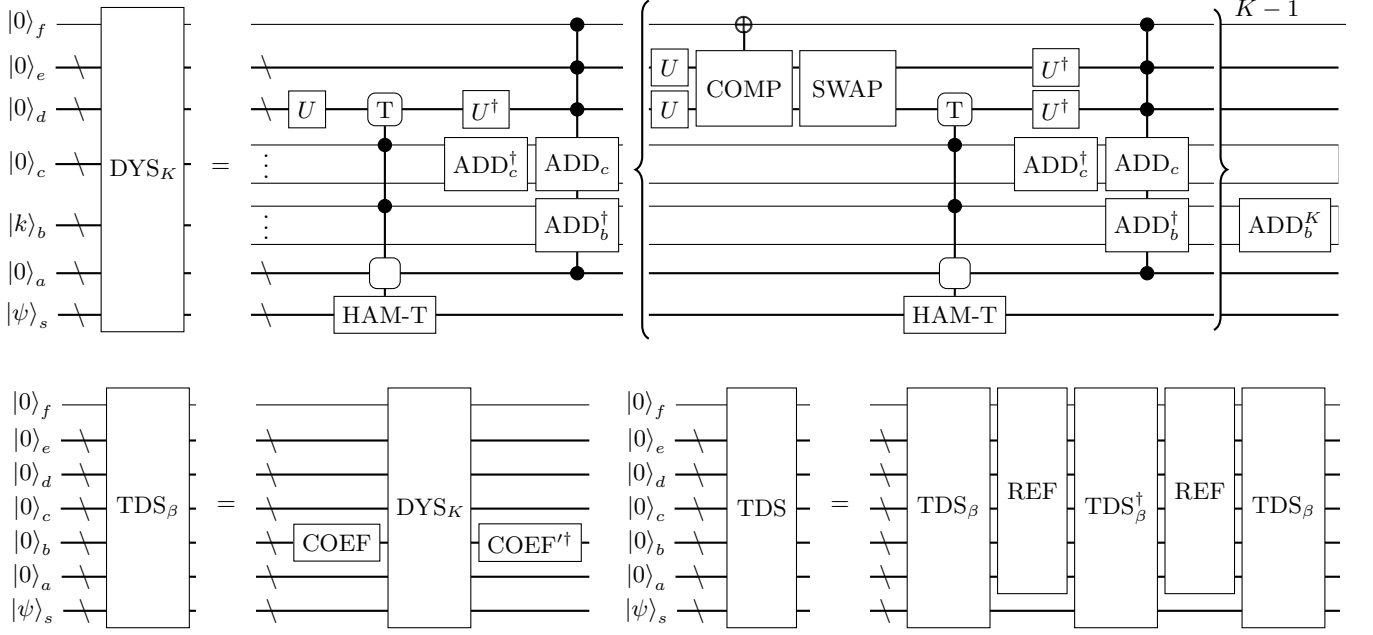 |0⟩_f K − 1
|0⟩_e U COMP SWAP U†
|0⟩_d U T U† U T U†
|0⟩_c DYS_K = ⋮ ADD_c† ADD_c ADD_c† ADD_c
|k⟩_b ⋮ ADD_b† ADD_b† ADD_b^K
|0⟩_a
|ψ⟩_s HAM-T HAM-T
|0⟩_f |0⟩_f
|0⟩_e |0⟩_e
|0⟩_d REF REF |0⟩_d
|0⟩_c TDS_β = DYS_K |0⟩_c TDS = TDS_β TDS_β† TDS_β
|0⟩_b COEF COEF′† |0⟩_b
|0⟩_a |0⟩_a
|ψ⟩_s |ψ⟩_s